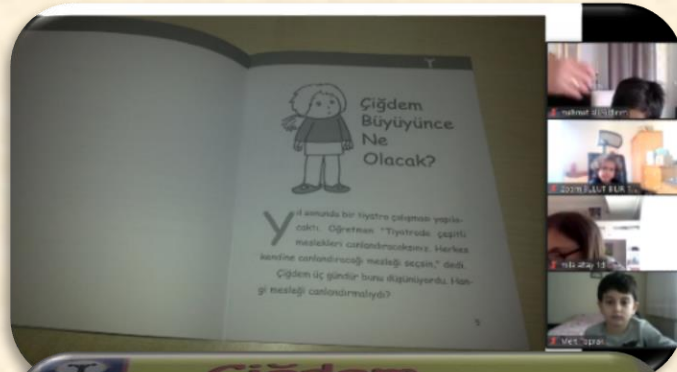 Çiğdem
Büyüyünce
Ne
Olacak?
Yıl sonunda bir tiyatro çalışması yapıla-
caktı. Öğretmen "Tiyatroda çeşitli
meslekleri canlandıracaksınız. Herkes
kendine canlandıracağı mesleği seçsin," dedi.
Çiğdem üç gündür bunu düşünüyordu. Han-
gi mesleği canlandırmalıydı?
5
Çiğdem